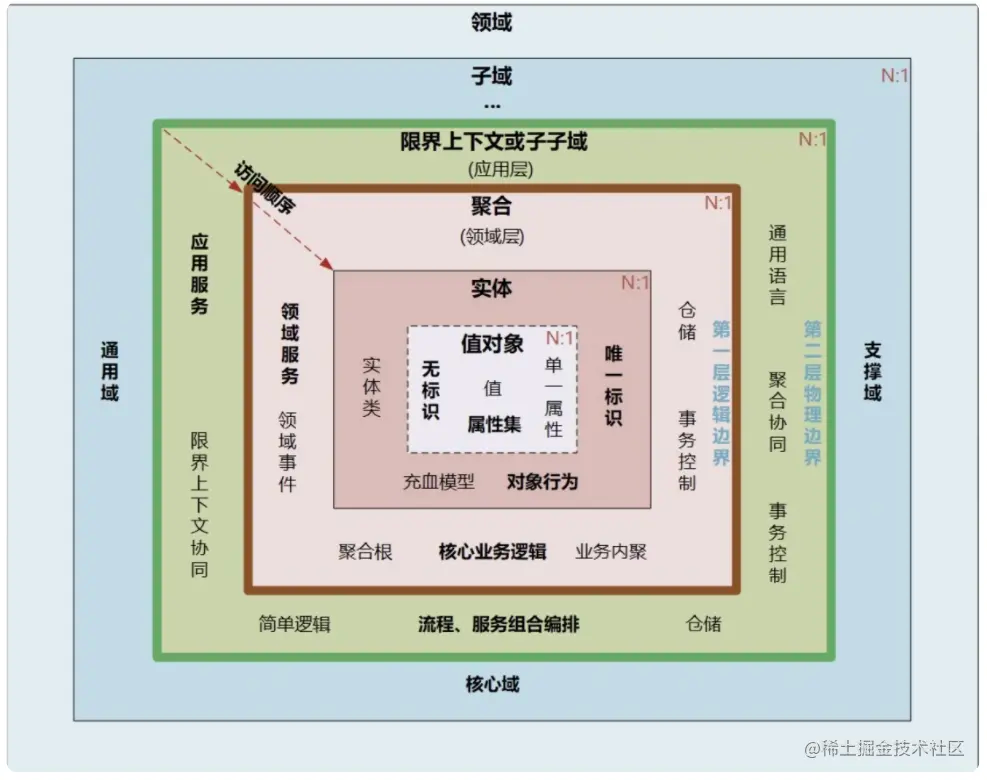 领域
子域
N:1
...
限界上下文或子子域
N:1
(应用层)
访问顺序
聚合
N:1
(领域层)
实体
N:1
值对象
N:1
无标识
值
单一属性
属性集
实体类
唯一标识
充血模型
对象行为
领域服务
领域事件
仓储
事务控制
第一层逻辑边界
聚合根
核心业务逻辑
业务内聚
应用服务
限界上下文协同
通用语言
聚合协同
事务控制
第二层物理边界
简单逻辑
流程、服务组合编排
仓储
通用域
支撑域
核心域
@稀土掘金技术社区